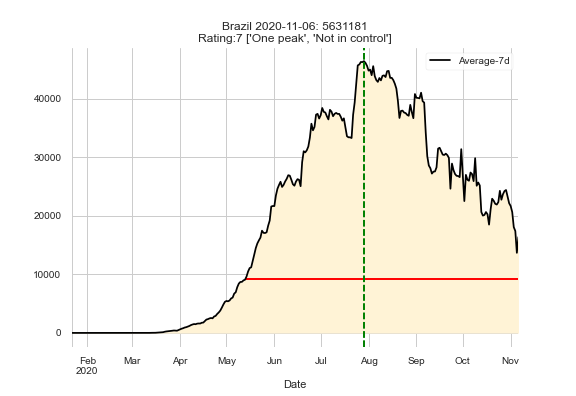 Brazil 2020-11-06: 5631181
Rating:7 ['One peak', 'Not in control']
Average-7d
40000
30000
20000
10000
0
Feb Mar Apr May Jun Jul Aug Sep Oct Nov
2020
Date